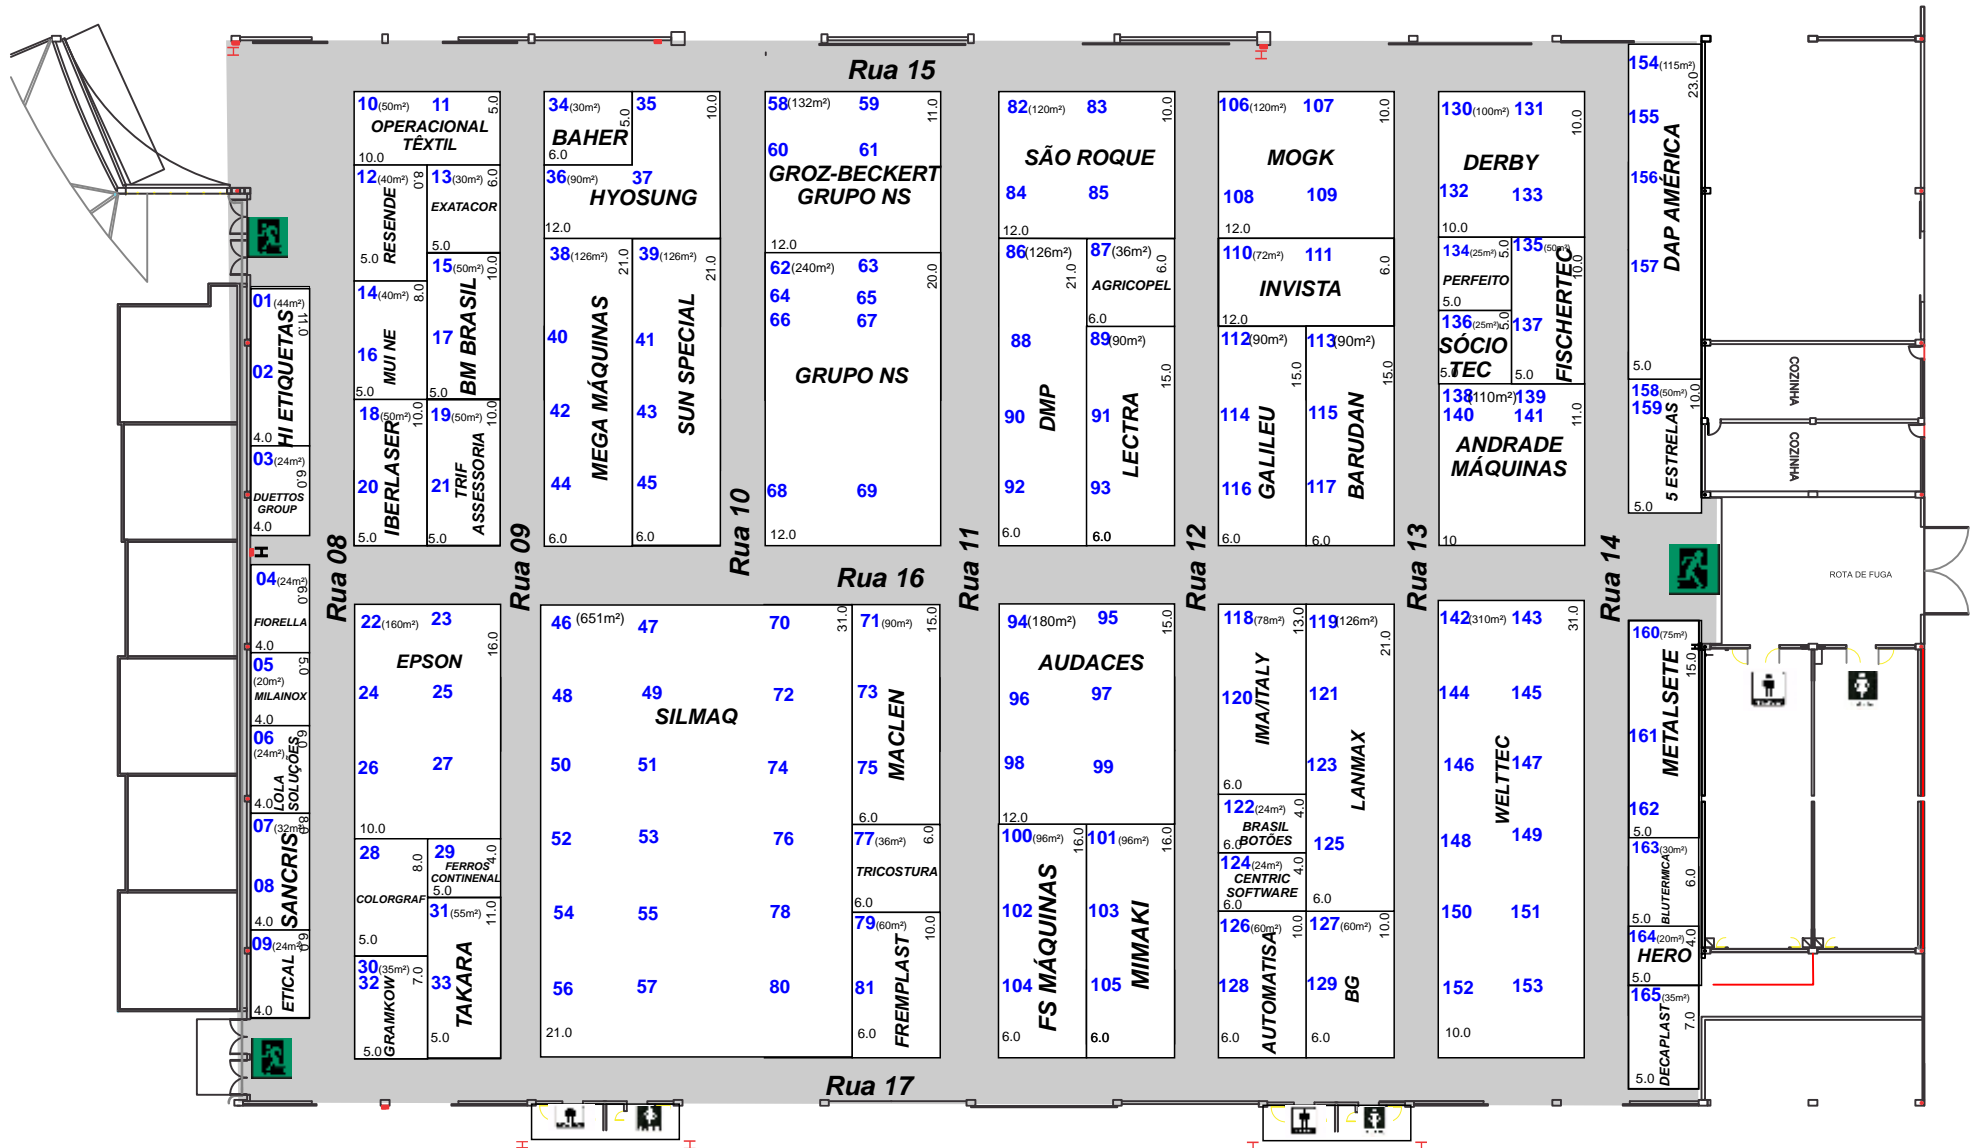 Rua 15
10(50m²) 11 5.0
OPERACIONAL
TÊXTIL
10.0
12(40m²) 8.0
RESENDE
5.0
13(30m²) 6.0
EXATACOR
5.0
14(40m²) 8.0
16
MUI NE
5.0
15(50m²) 10.0
17
BM BRASIL
5.0
18(50m²) 10.0
20
IBERLASER
5.0
19(50m²) 10.0
21
TRIF
ASSESSORIA
5.0
01(44m²) 11.0
02
HI ETIQUETAS
4.0
03(24m²) 6.0
DUETTOS
GROUP
4.0
H
04(24m²) 6.0
FIORELLA
4.0
05 5.0
(20m²)
MILAINOX
4.0
06 6.0
(24m²)
LOLA
SOLUÇÕES
4.0
07(32m²) 8.0
08
SANCRIS
4.0
09(24m²) 6.0
ETICAL
4.0
Rua 08
34(30m²) 5.0
BAHER
6.0
35 10.0
36(90m²) 37
HYOSUNG
12.0
38(126m²) 21.0
40
42
44
MEGA MÁQUINAS
6.0
39(126m²) 21.0
41
43
45
SUN SPECIAL
6.0
Rua 09
58(132m²) 59 11.0
60 61
GROZ-BECKERT
GRUPO NS
12.0
62(240m²) 63 20.0
64 65
66 67
GRUPO NS
68 69
12.0
Rua 10
82(120m²) 83 10.0
SÃO ROQUE
84 85
12.0
86(126m²) 21.0
88
90
92
DMP
6.0
87(36m²) 6.0
AGRICOPEL
6.0
89(90m²) 15.0
91
93
LECTRA
6.0
Rua 11
106(120m²) 107 10.0
MOGK
108 109
12.0
110(72m²) 111 6.0
INVISTA
12.0
112(90m²) 15.0
114
116
GALILEU
6.0
113(90m²) 15.0
115
117
BARUDAN
6.0
Rua 12
130(100m²) 131 10.0
DERBY
132 133
10.0
134(25m²) 5.0
PERFEITO
5.0
135(50m²) 10.0
137
FISCHERTEC
5.0
136(25m²) 5.0
SÓCIO
TEC
5.0
138(110m²) 139 11.0
140 141
ANDRADE
MÁQUINAS
10
Rua 13
154(115m²) 23.0
155
156
157
DAP AMÉRICA
5.0
158(50m²) 10.0
159
5 ESTRELAS
5.0
COZINHA
COZINHA
Rua 14
ROTA DE FUGA
Rua 16
22(160m²) 23 16.0
EPSON
24 25
26 27
10.0
28 8.0
COLORGRAF
5.0
29 4.0
FERROS
CONTINENAL
5.0
30(35m²) 7.0
32
GRAMKOW
5.0
31(55m²) 11.0
33
TAKARA
5.0
46 (651m²) 47 70 31.0
48 49 72
SILMAQ
50 51 74
52 53 76
54 55 78
56 57 80
21.0
71(90m²) 15.0
73
75
MACLEN
6.0
77(36m²) 6.0
TRICOSTURA
6.0
79(60m²) 10.0
81
FREMPLAST
6.0
94(180m²) 95 15.0
AUDACES
96 97
98 99
12.0
100(96m²) 16.0
102
104
FS MÁQUINAS
6.0
101(96m²) 16.0
103
105
MIMAKI
6.0
118(78m²) 13.0
120
IMA/ITALY
6.0
119(126m²) 21.0
121
123
125
LANMAX
6.0
122(24m²) 4.0
BRASIL
BOTÕES
6.0
124(24m²) 4.0
CENTRIC
SOFTWARE
6.0
126(60m²) 10.0
128
AUTOMATISA
6.0
127(60m²) 10.0
129
BG
6.0
142(310m²) 143 31.0
144 145
146 147
WELTTEC
148 149
150 151
152 153
10.0
160(75m²) 15.0
161
162
METALSETE
5.0
163(30m²) 6.0
BLUTERMICA
5.0
164(20m²) 4.0
HERO
5.0
165(35m²) 7.0
DECAPLAST
5.0
Rua 17